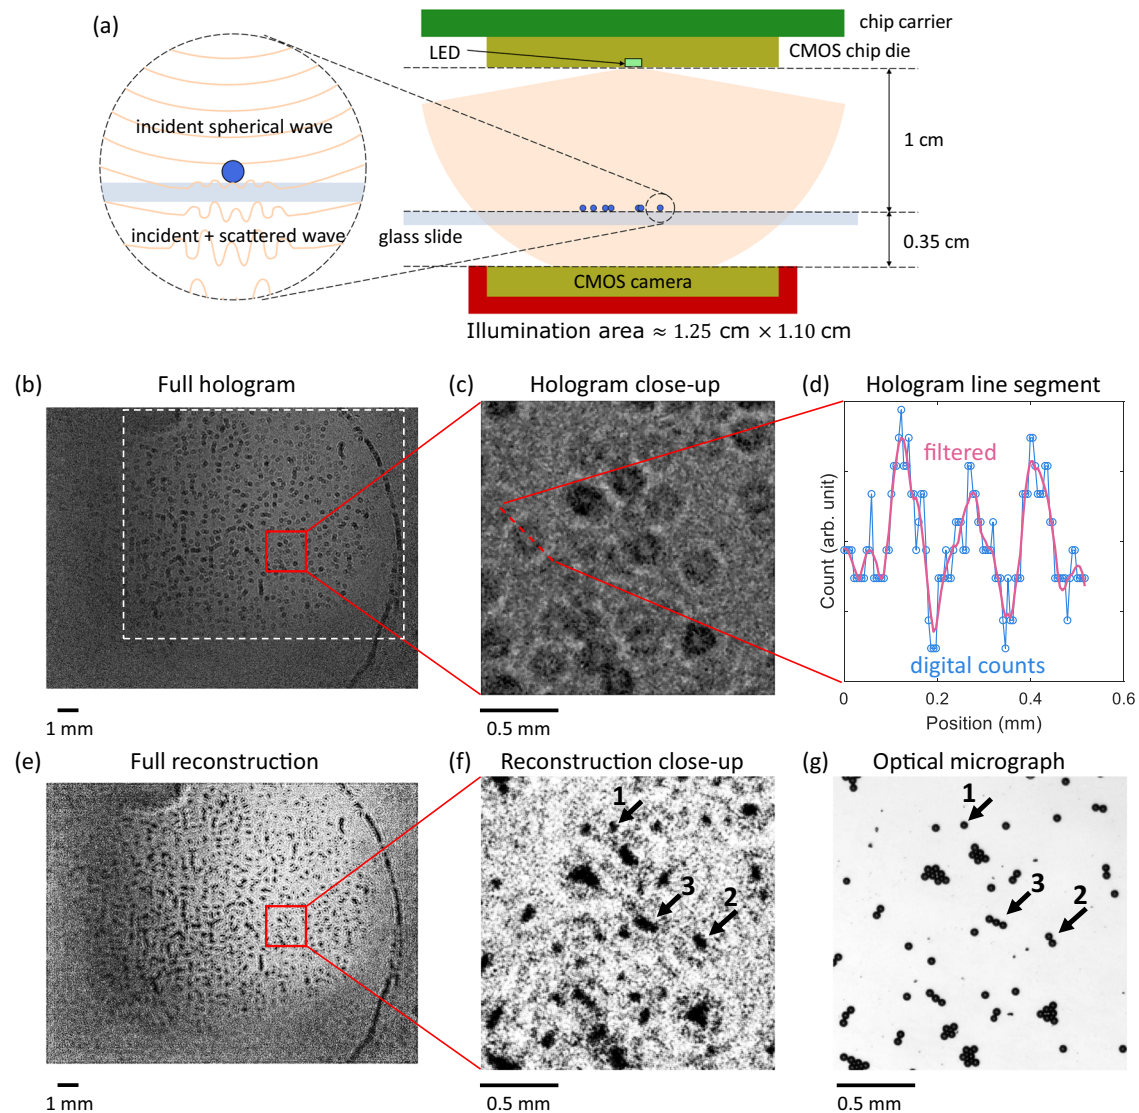 (a)
chip carrier
LED
CMOS chip die
incident spherical wave
1 cm
incident + scattered wave
glass slide
0.35 cm
CMOS camera
Illumination area ≈ 1.25 cm × 1.10 cm
(b) Full hologram
(c) Hologram close-up
(d) Hologram line segment
filtered
digital counts
Count (arb. unit)
0 0.2 0.4 0.6
Position (mm)
1 mm
0.5 mm
(e) Full reconstruction
(f) Reconstruction close-up
(g) Optical micrograph
1
3
2
1
3
2
1 mm
0.5 mm
0.5 mm